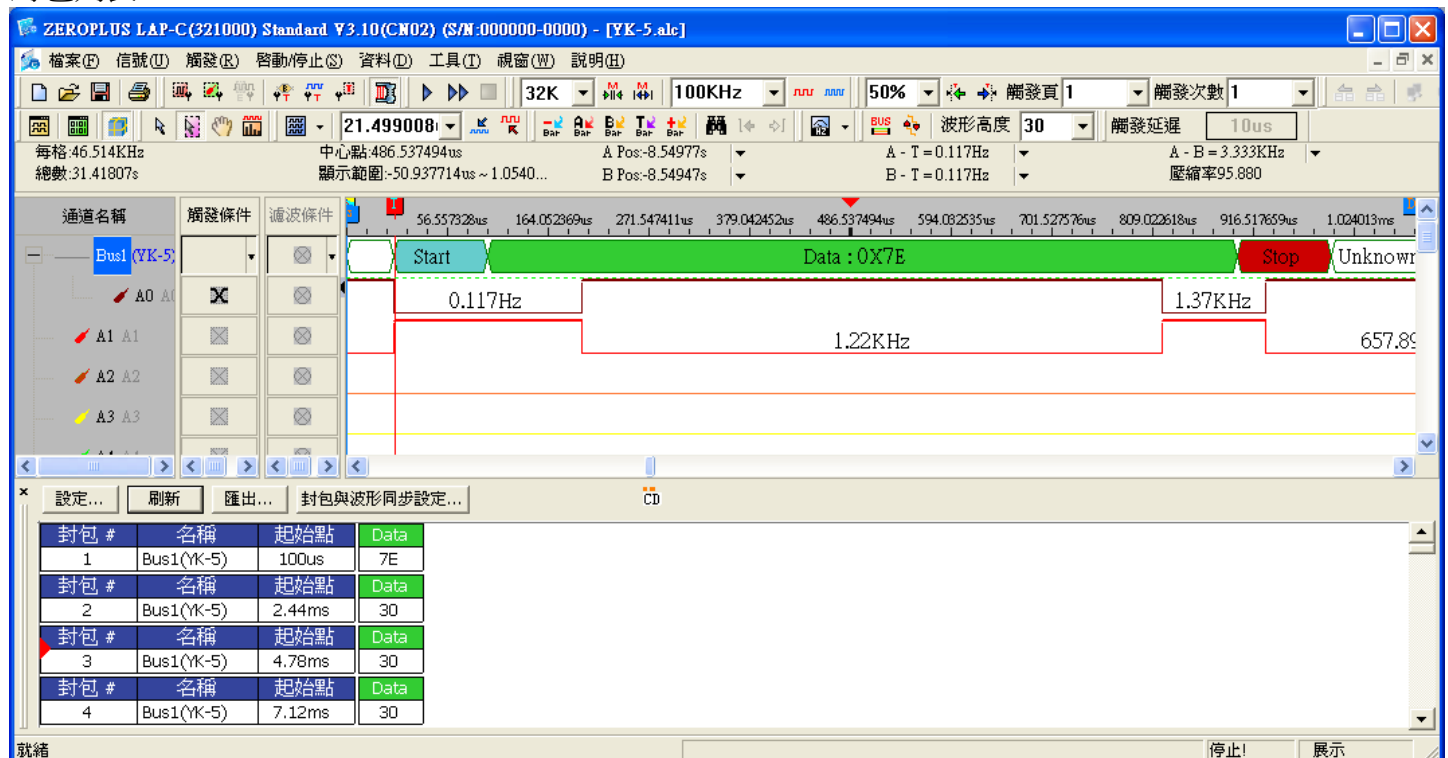 ZEROPLUS LAP-C(321000) Standard V3.10(CN02) (S/N:000000-0000) - [YK-5.alc]
檔案(F) 信號(U) 觸發(R) 啓動/停止(S) 資料(D) 工具(T) 視窗(W) 說明(H)
32K 100KHz 50% 觸發頁 1 觸發次數 1
21.499008 Bar Bar Bar Bar 波形高度 30 觸發延遲 10us
每格:46.514KHz 中心點:486.537494us A Pos:-8.54977s A - T = 0.117Hz A - B = 3.333KHz
總數:31.41807s 顯示範圍:-50.937714us ~ 1.0540... B Pos:-8.54947s B - T = 0.117Hz 壓縮率95.880
通道名稱 觸發條件 濾波條件 56.557328us 164.052369us 271.547411us 379.042452us 486.537494us 594.032535us 701.527576us 809.022618us 916.517659us 1.024013ms
Bus1 (YK-5) Start Data : 0X7E Stop Unknown
A0 0.117Hz 1.37KHz
A1 A1 1.22KHz 657.89
A2 A2
A3 A3
設定... 刷新 匯出... 封包與波形同步設定... CD
封包 # 名稱 起始點 Data
1 Bus1(YK-5) 100us 7E
封包 # 名稱 起始點 Data
2 Bus1(YK-5) 2.44ms 30
封包 # 名稱 起始點 Data
3 Bus1(YK-5) 4.78ms 30
封包 # 名稱 起始點 Data
4 Bus1(YK-5) 7.12ms 30
就緒 停止! 展示